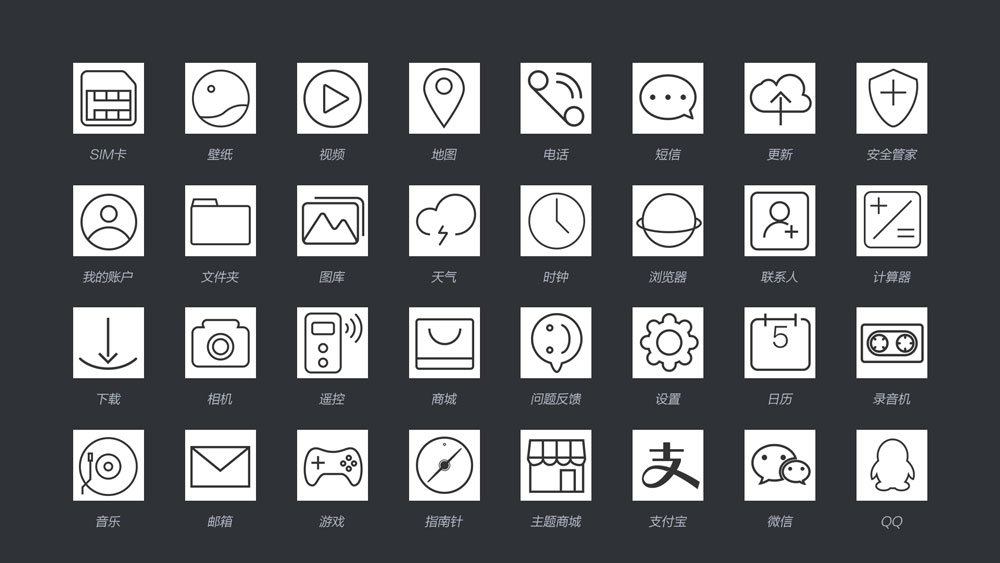 SIM卡 壁纸 视频 地图 电话 短信 更新 安全管家
我的账户 文件夹 图库 天气 时钟 浏览器 联系人 计算器
5
下载 相机 遥控 商城 问题反馈 设置 日历 录音机
支
音乐 邮箱 游戏 指南针 主题商城 支付宝 微信 QQ